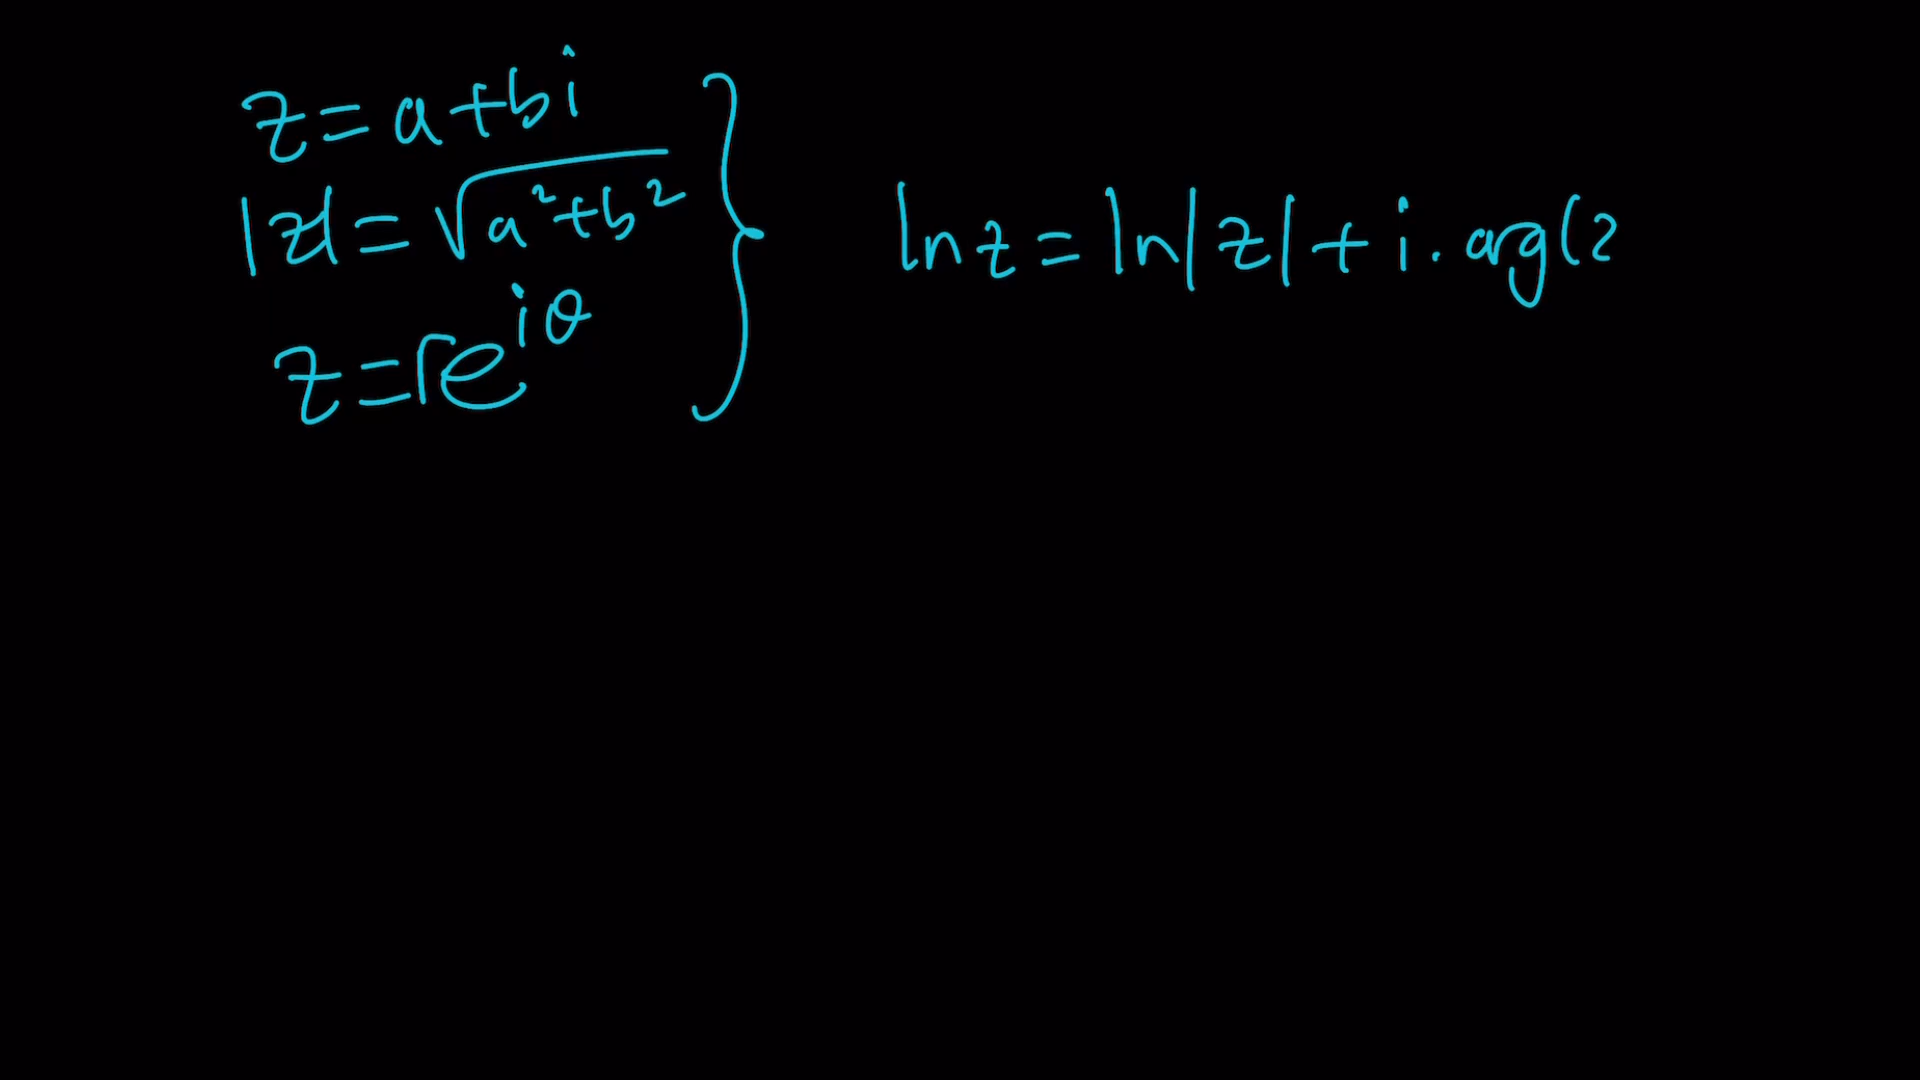 z=a+bi
|z|=√a²+b²
z=re^iθ
ln z=ln|z|+i.arg(z